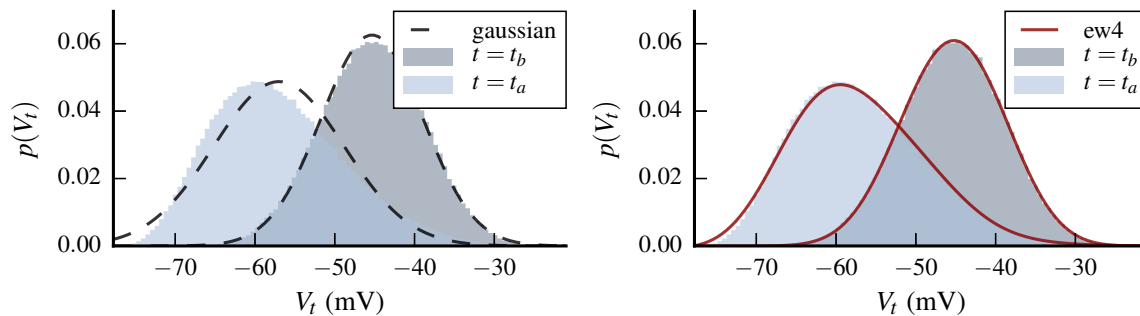 0.06
0.04
0.02
0.00
p(V_t)
−70
−60
−50
−40
−30
V_t (mV)
gaussian
t = t_b
t = t_a
0.06
0.04
0.02
0.00
p(V_t)
−70
−60
−50
−40
−30
V_t (mV)
ew4
t = t_b
t = t_a